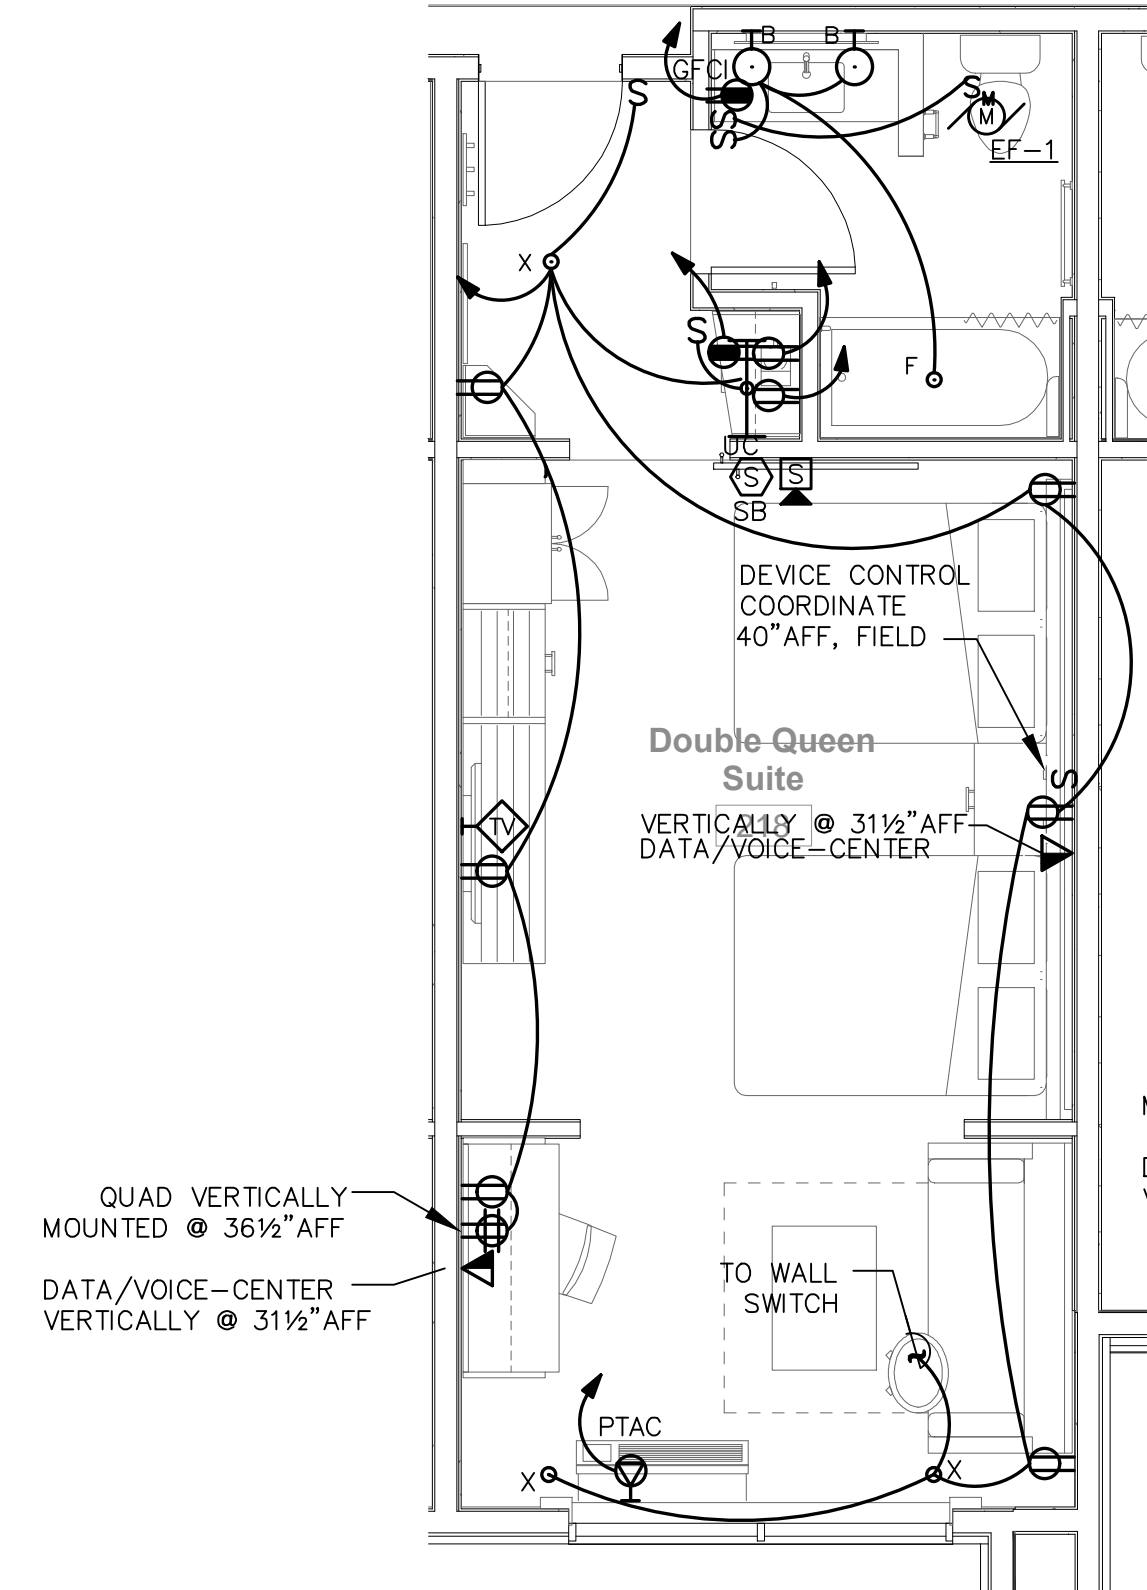 B
B
GFCI
S
S
M
M
S
S
EF-1
X
S
F
UC
S
S
SB
DEVICE CONTROL
COORDINATE
40"AFF, FIELD
Double Queen
Suite
S
218
VERTICALLY @ 31½"AFF
DATA/VOICE-CENTER
TV
QUAD VERTICALLY
MOUNTED @ 36½"AFF
DATA/VOICE-CENTER
VERTICALLY @ 31½"AFF
TO WALL
SWITCH
PTAC
X
X